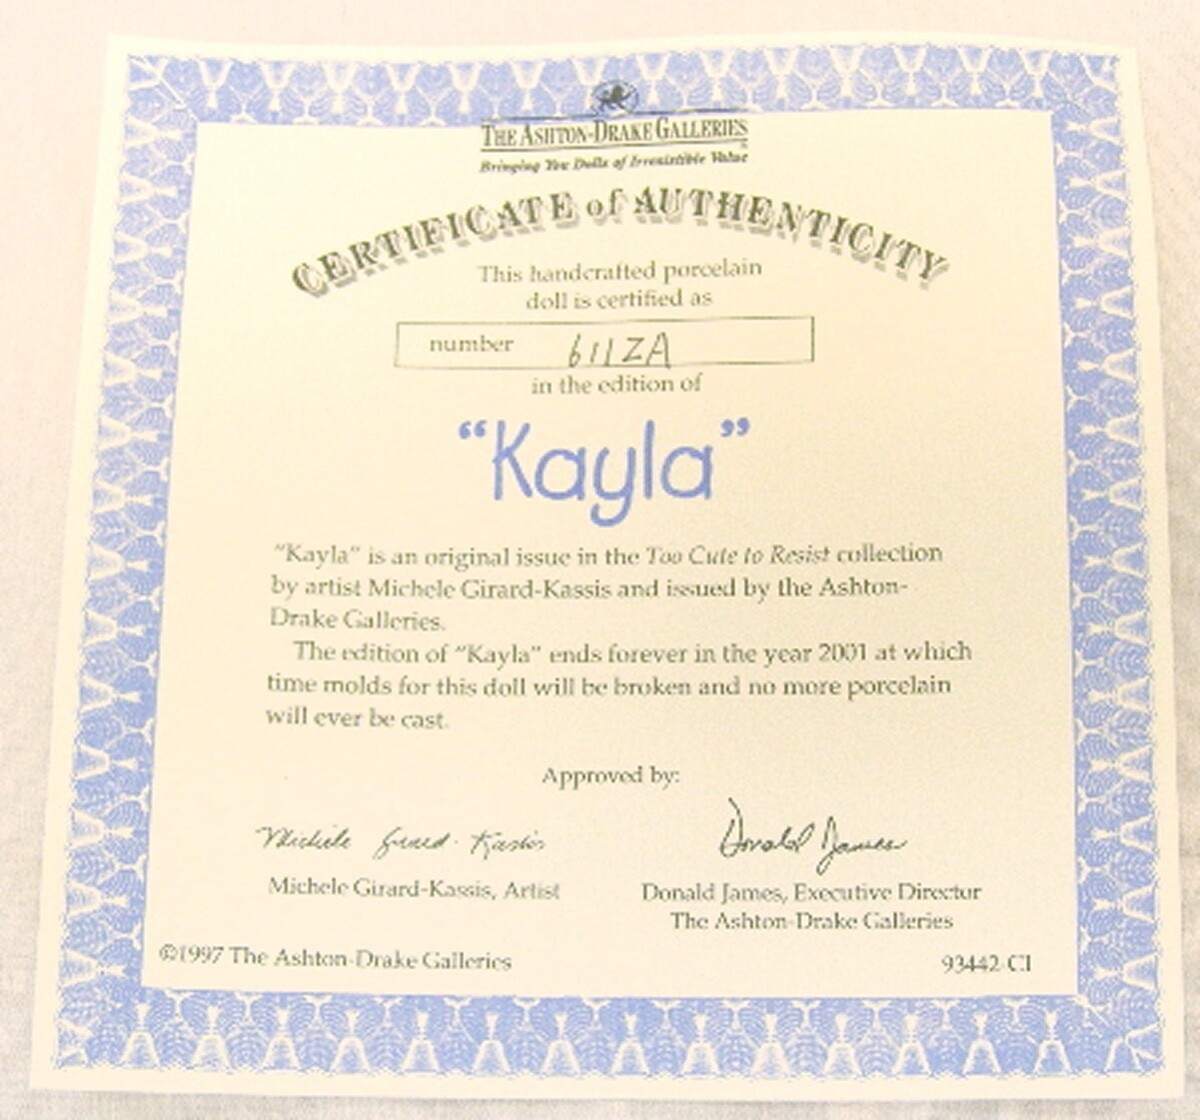 THE ASHTON-DRAKE GALLERIES
Bringing You Dolls of Irresistible Value
CERTIFICATE of AUTHENTICITY
This handcrafted porcelain
doll is certified as
number 611ZA
in the edition of
“Kayla”
“Kayla” is an original issue in the Too Cute to Resist collection
by artist Michele Girard-Kassis and issued by the Ashton-
Drake Galleries.
The edition of “Kayla” ends forever in the year 2001 at which
time molds for this doll will be broken and no more porcelain
will ever be cast.
Approved by:
Michele Girard-Kassis Donald James
Michele Girard-Kassis, Artist
Donald James, Executive Director
The Ashton-Drake Galleries
©1997 The Ashton-Drake Galleries
93442-CI